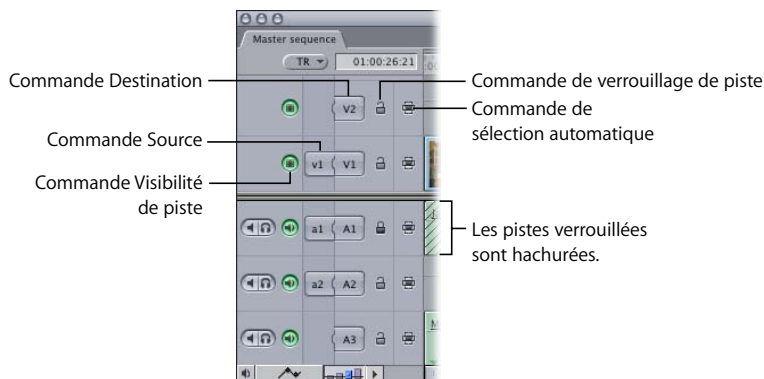 Master sequence
TR
01:00:26:21
Commande Destination
Commande de verrouillage de piste
V2
Commande de
sélection automatique
Commande Source
v1 V1
Commande Visibilité
de piste
a1 A1
Les pistes verrouillées
sont hachurées.
a2 A2
A3
M